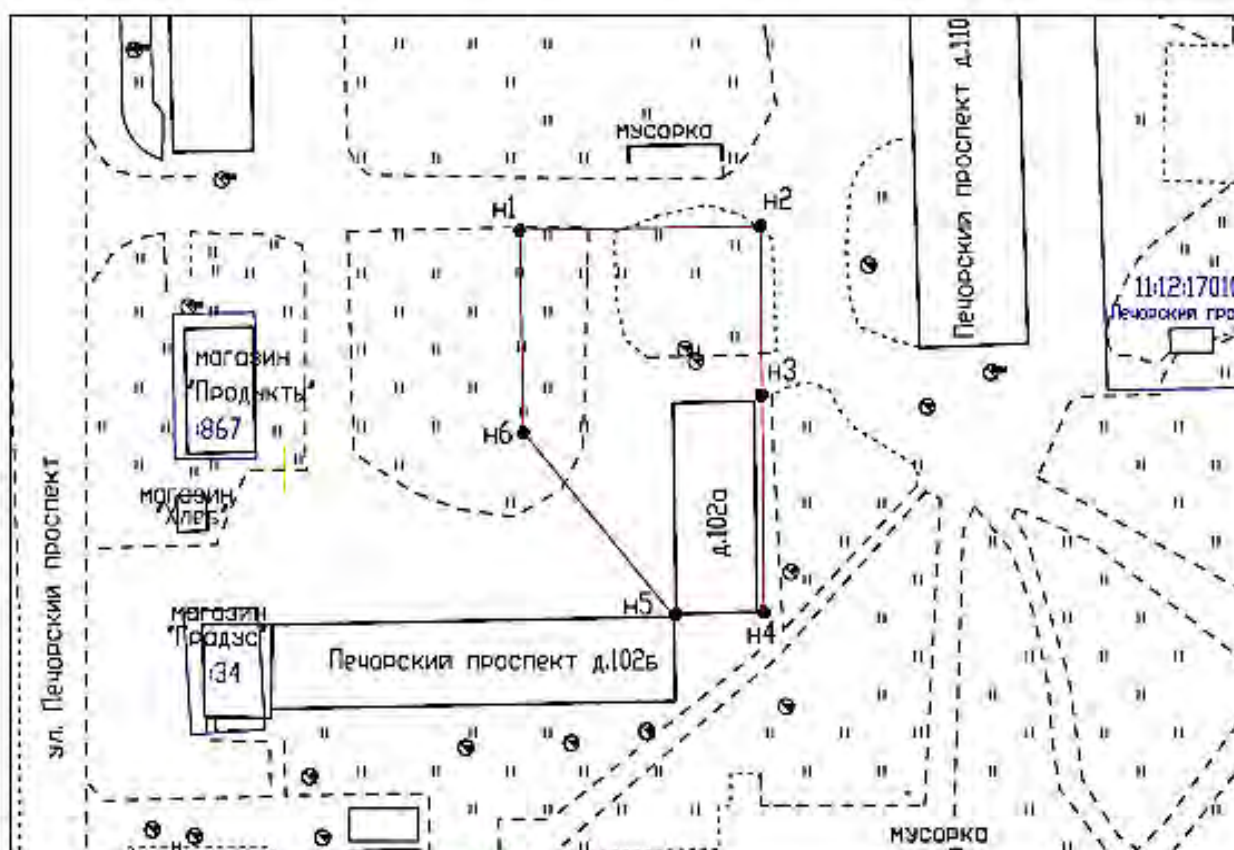 мусорка
Печорский проспект д.110
н1
н2
11:12:17010
Печорский про
магазин
"Продукты"
:867
н3
н6
магазин
"Хлеб"
д.102а
ул. Печорский проспект
н5
н4
магазин
"Градус"
:34
Печорский проспект д.102б
мусорка